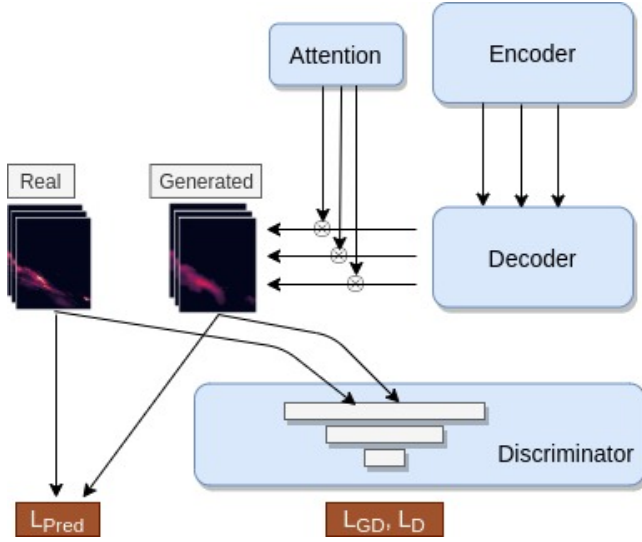 Attention
Encoder
Real
Generated
Decoder
Discriminator
LPred
LGD, LD